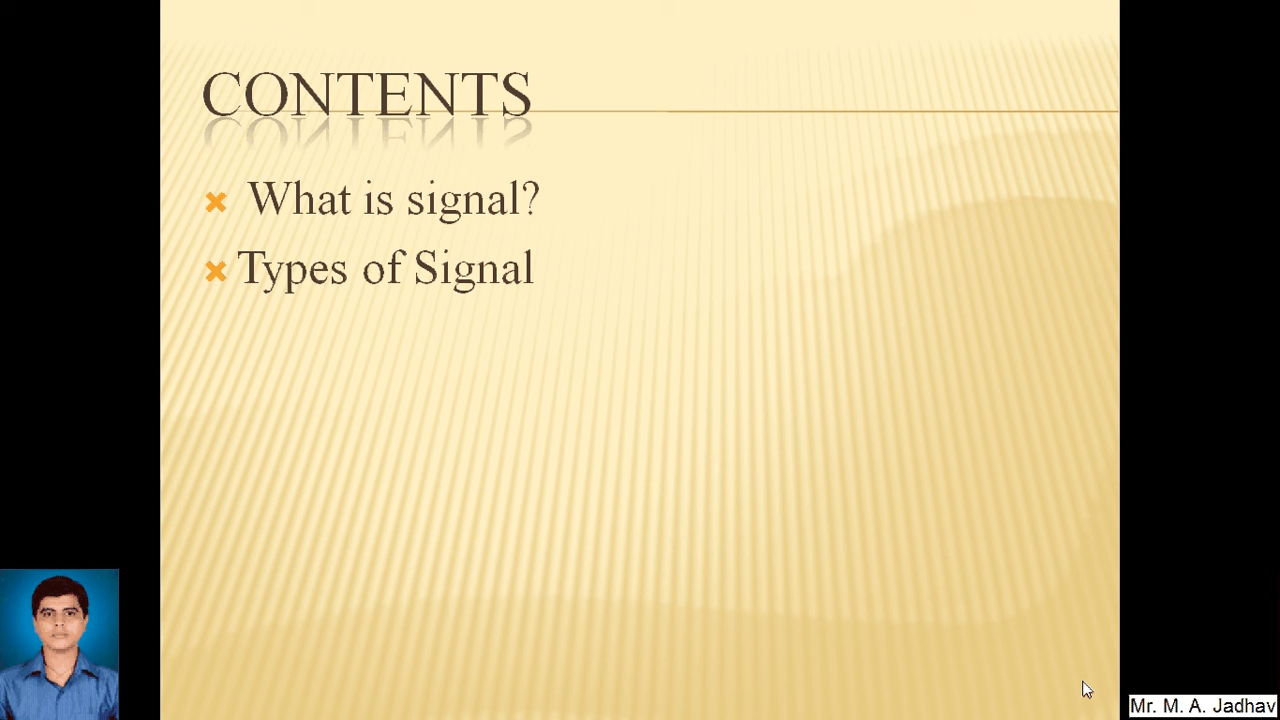 CONTENTS
What is signal?
Types of Signal
Mr. M. A. Jadhav